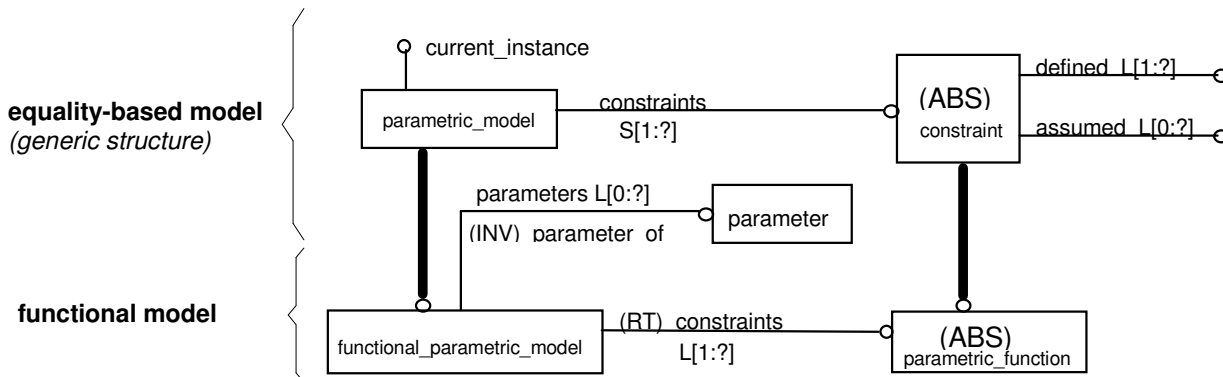 current_instance
equality-based model
(generic structure)
parametric_model
constraints
S[1:?]
(ABS)
constraint
defined L[1:?]
assumed L[0:?]
parameters L[0:?]
(INV) parameter_of
parameter
functional model
functional_parametric_model
(RT) constraints
L[1:?]
(ABS)
parametric_function